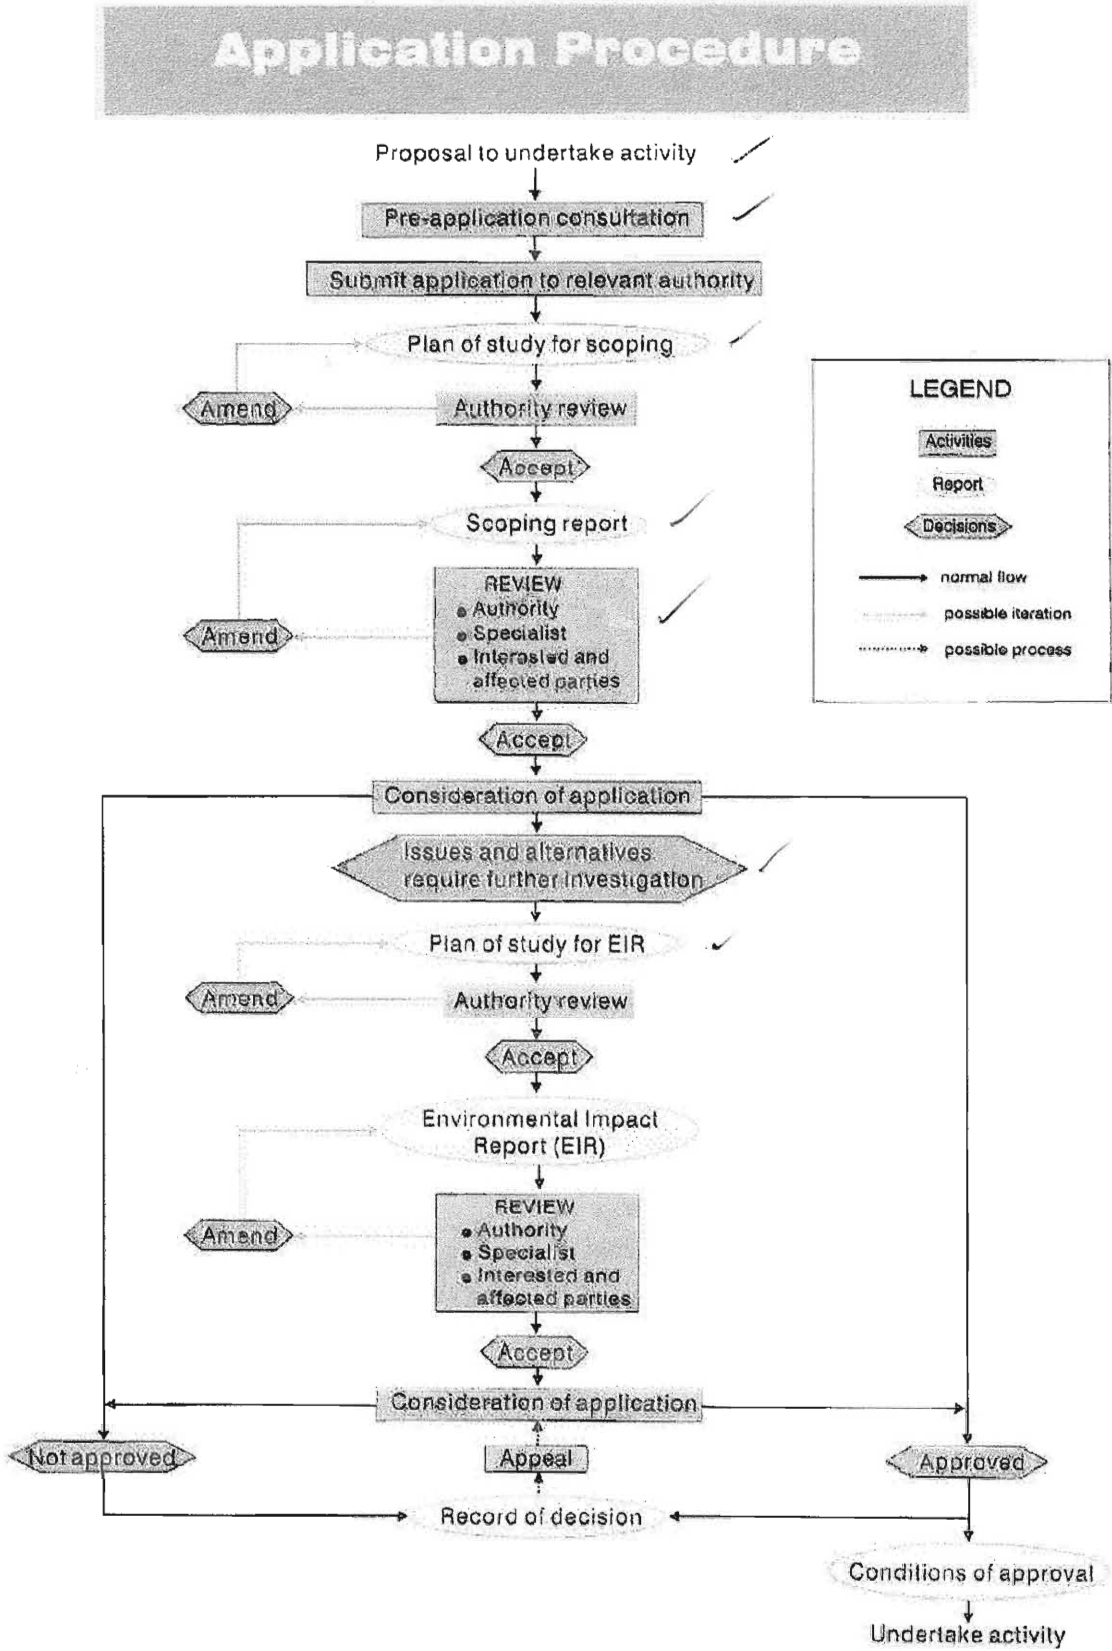 Application Procedure
Proposal to undertake activity
Pre-application consultation
Submit application to relevant authority
Plan of study for scoping
Amend
Authority review
Accept
Scoping report
REVIEW
• Authority
• Specialist
• Interested and
affected parties
Amend
Accept
Consideration of application
Issues and alternatives
require further investigation
Plan of study for EIR
Amend
Authority review
Accept
Environmental Impact
Report (EIR)
REVIEW
• Authority
• Specialist
• Interested and
affected parties
Amend
Accept
Consideration of application
Not approved
Appeal
Approved
Record of decision
Conditions of approval
Undertake activity
LEGEND
Activities
Report
Decisions
normal flow
possible iteration
possible process